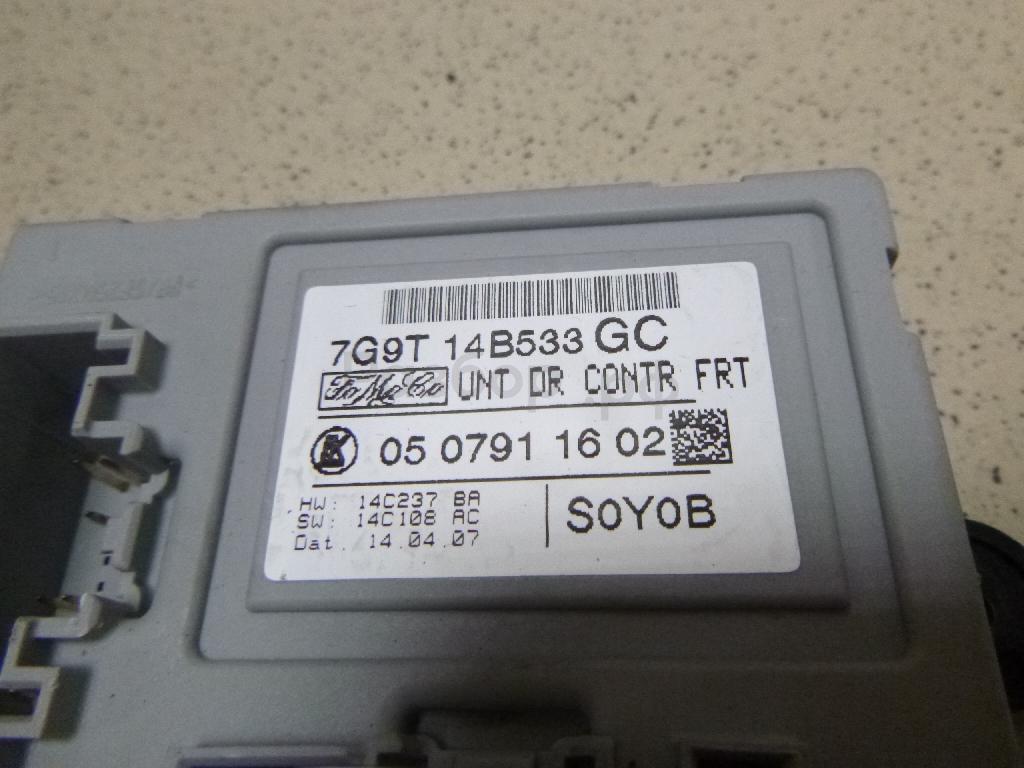 7G9T 14B533 GC
FoMoCo UNT DR CONTR FRT
05 0791 16 02
HW: 14C237 BA
SW: 14C108 AC
Dat. 14.04.07
S0Y0B